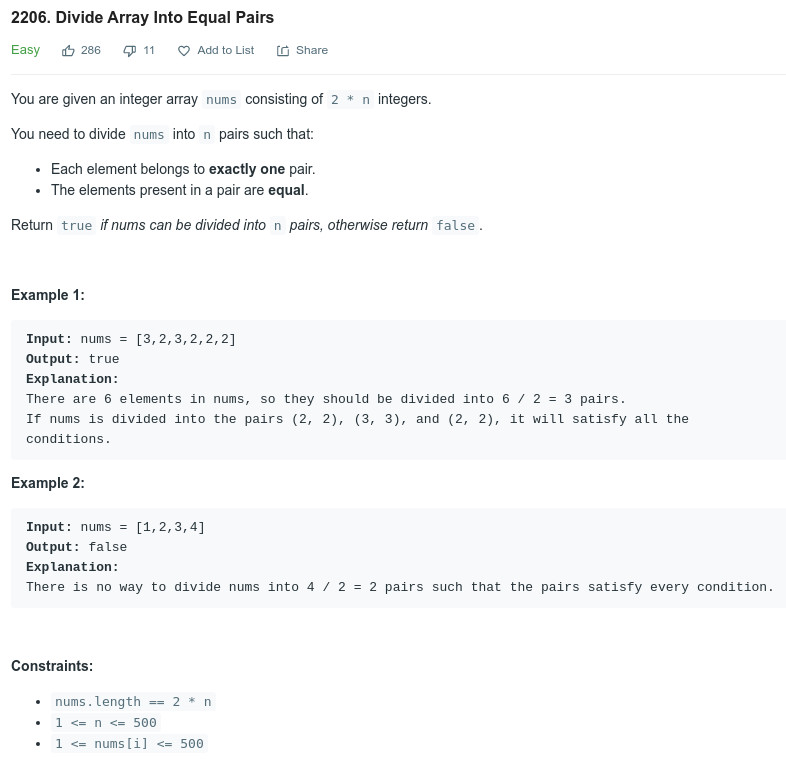 2206. Divide Array Into Equal Pairs
Easy 286 11 Add to List Share
You are given an integer array nums consisting of 2 * n integers.
You need to divide nums into n pairs such that:
• Each element belongs to exactly one pair.
• The elements present in a pair are equal.
Return true if nums can be divided into n pairs, otherwise return false.
Example 1:
Input: nums = [3,2,3,2,2,2]
Output: true
Explanation:
There are 6 elements in nums, so they should be divided into 6 / 2 = 3 pairs.
If nums is divided into the pairs (2, 2), (3, 3), and (2, 2), it will satisfy all the
conditions.
Example 2:
Input: nums = [1,2,3,4]
Output: false
Explanation:
There is no way to divide nums into 4 / 2 = 2 pairs such that the pairs satisfy every condition.
Constraints:
• nums.length == 2 * n
• 1 <= n <= 500
• 1 <= nums[i] <= 500